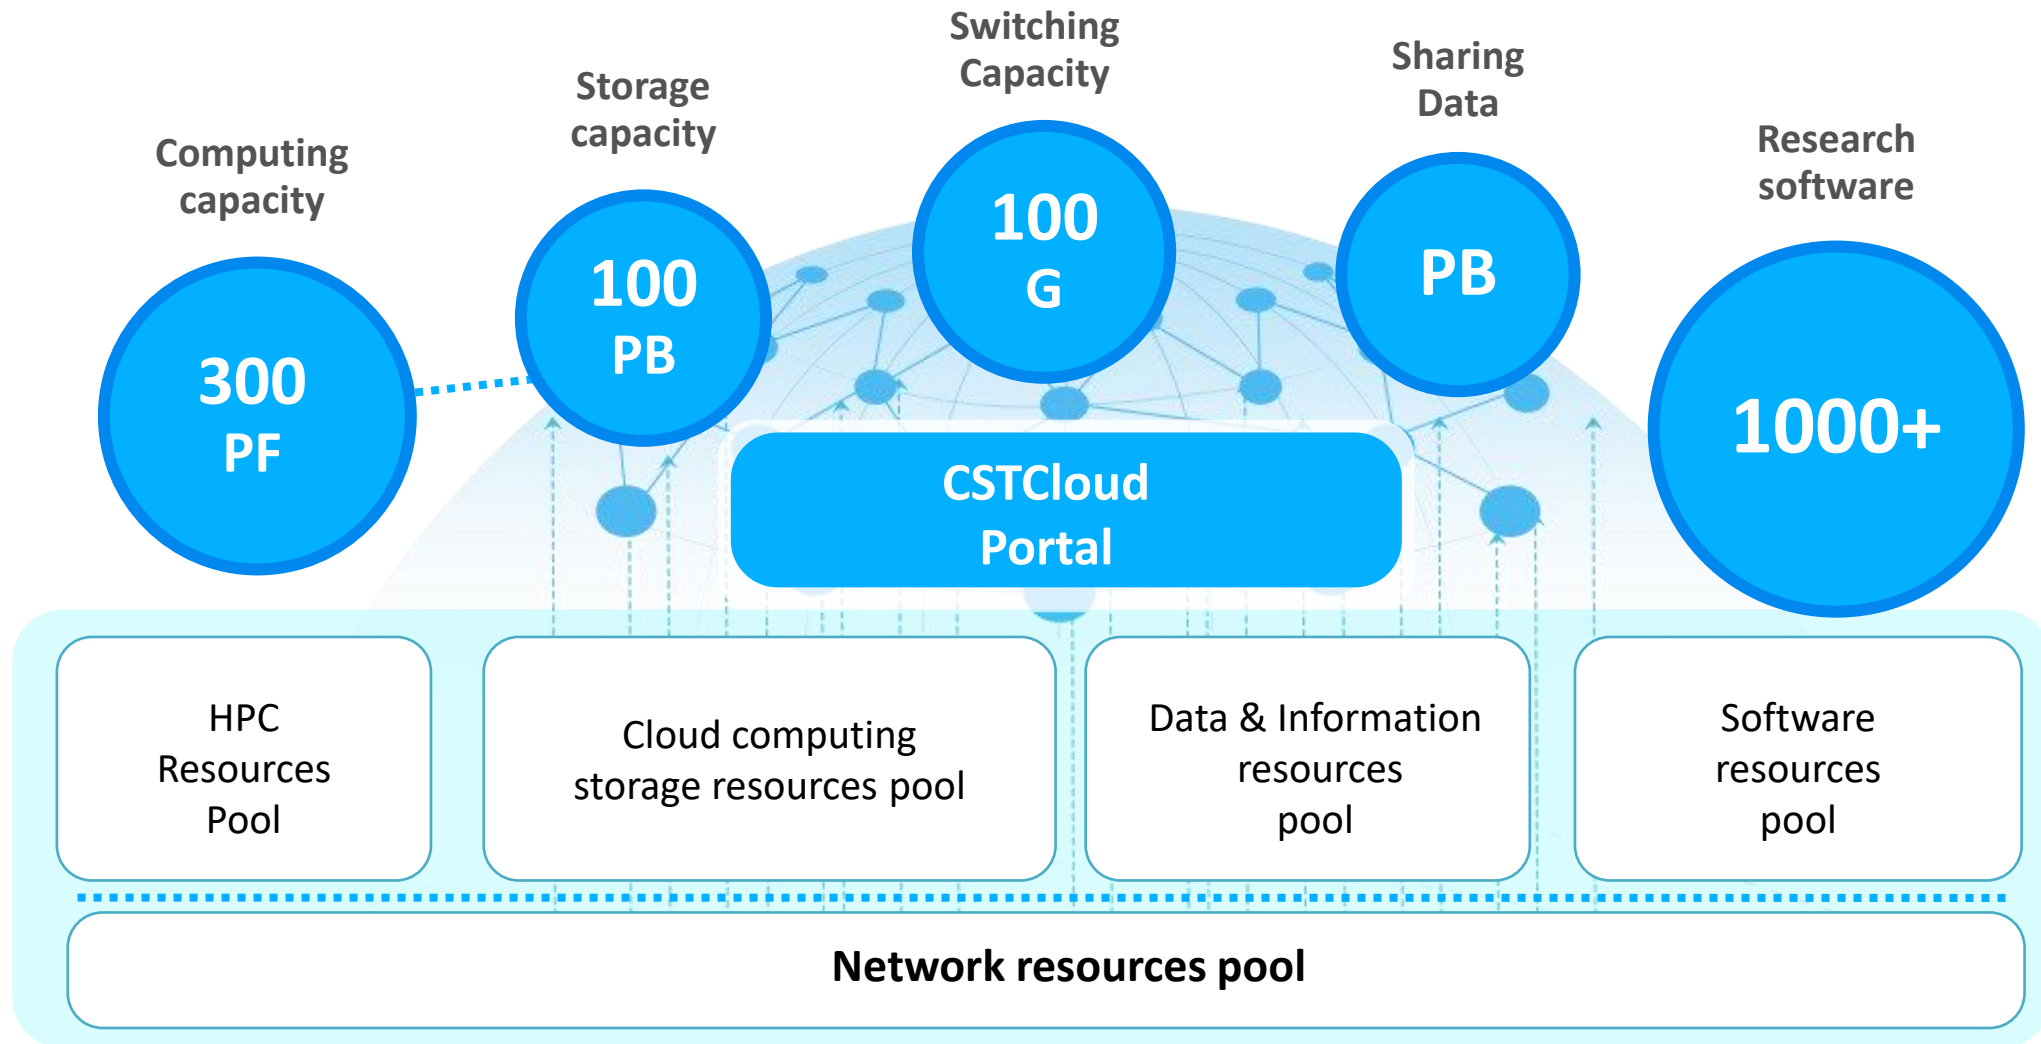 Computing
capacity
300
PF
Storage
capacity
100
PB
Switching
Capacity
100
G
Sharing
Data
PB
Research
software
1000+
CSTCloud
Portal
HPC
Resources
Pool
Cloud computing
storage resources pool
Data & Information
resources
pool
Software
resources
pool
Network resources pool